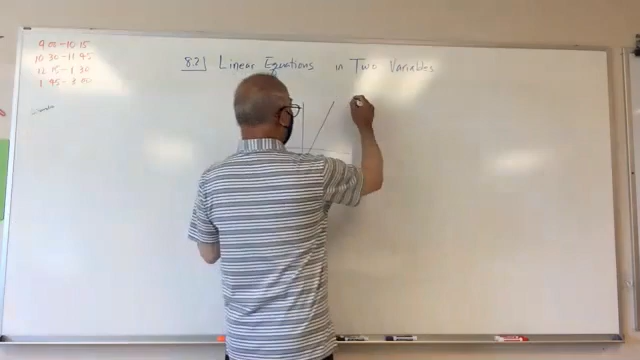 9:00-10:15
10:30-11:45
12:15-1:30
1:45-3:00
8.2] Linear Equations in Two Variables